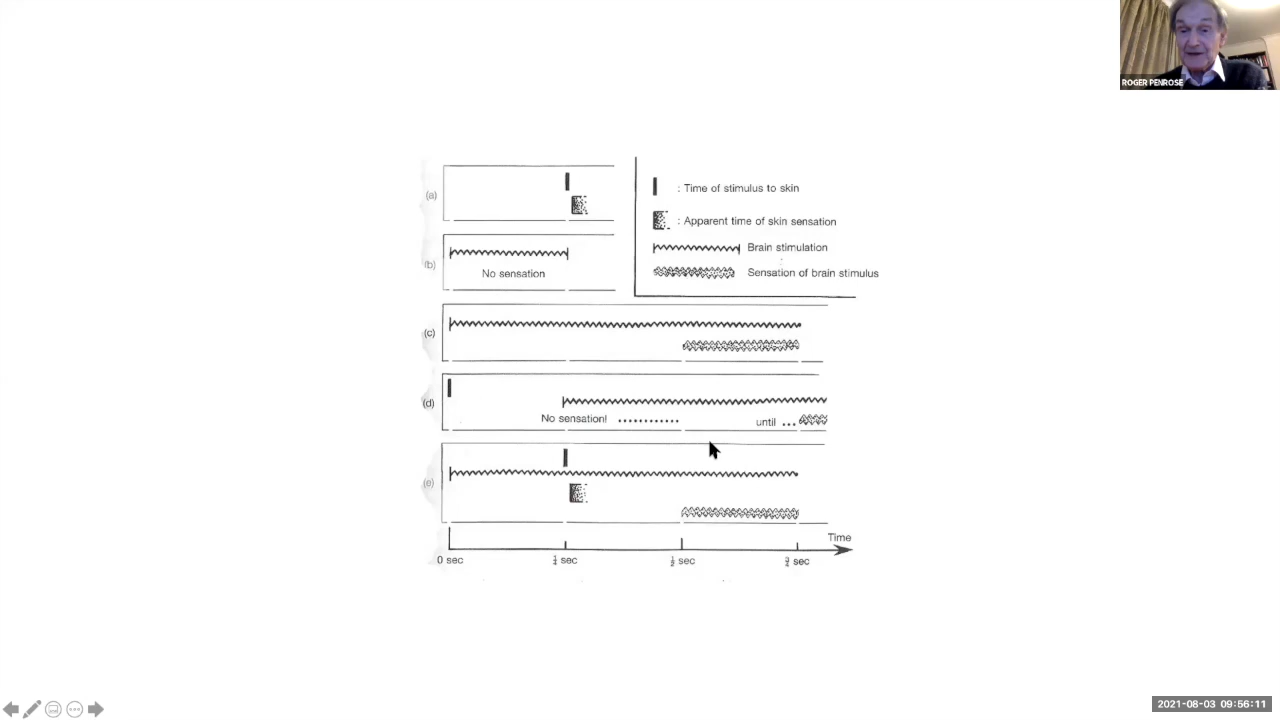 ROGER PENROSE
(a)
: Time of stimulus to skin
: Apparent time of skin sensation
(b)
No sensation
Brain stimulation
Sensation of brain stimulus
(c)
(d)
No sensation! ............
until ...
(e)
Time
0 sec
1/4 sec
1/2 sec
3/4 sec
2021-08-03 09:56:11